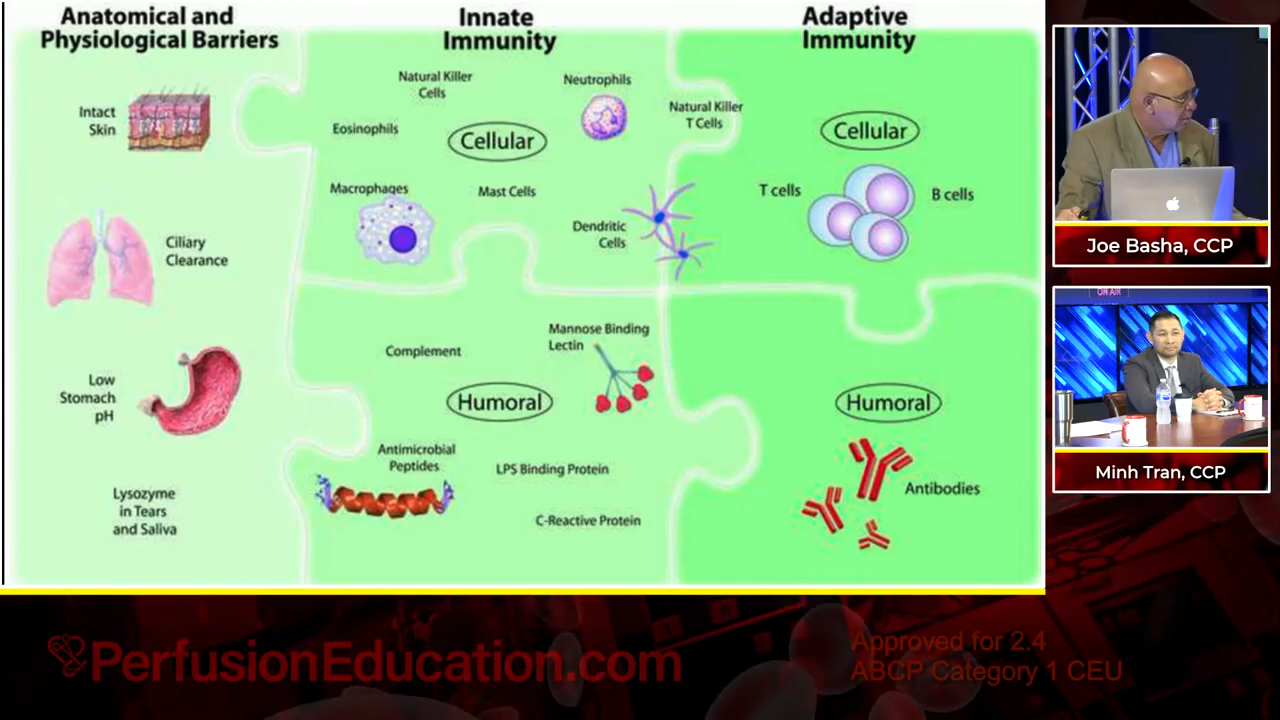 Anatomical and
Physiological Barriers
Innate
Immunity
Adaptive
Immunity
Intact
Skin
Ciliary
Clearance
Low
Stomach
pH
Lysozyme
in Tears
and Saliva
Natural Killer
Cells
Neutrophils
Eosinophils
Cellular
Macrophages
Mast Cells
Dendritic
Cells
Natural Killer
T Cells
Complement
Mannose Binding
Lectin
Humoral
Antimicrobial
Peptides
LPS Binding Protein
C-Reactive Protein
Cellular
T cells
B cells
Humoral
Antibodies
Joe Basha, CCP
ON AIR
Minh Tran, CCP
PerfusionEducation.com
Approved for 2.4
ABCP Category 1 CEU